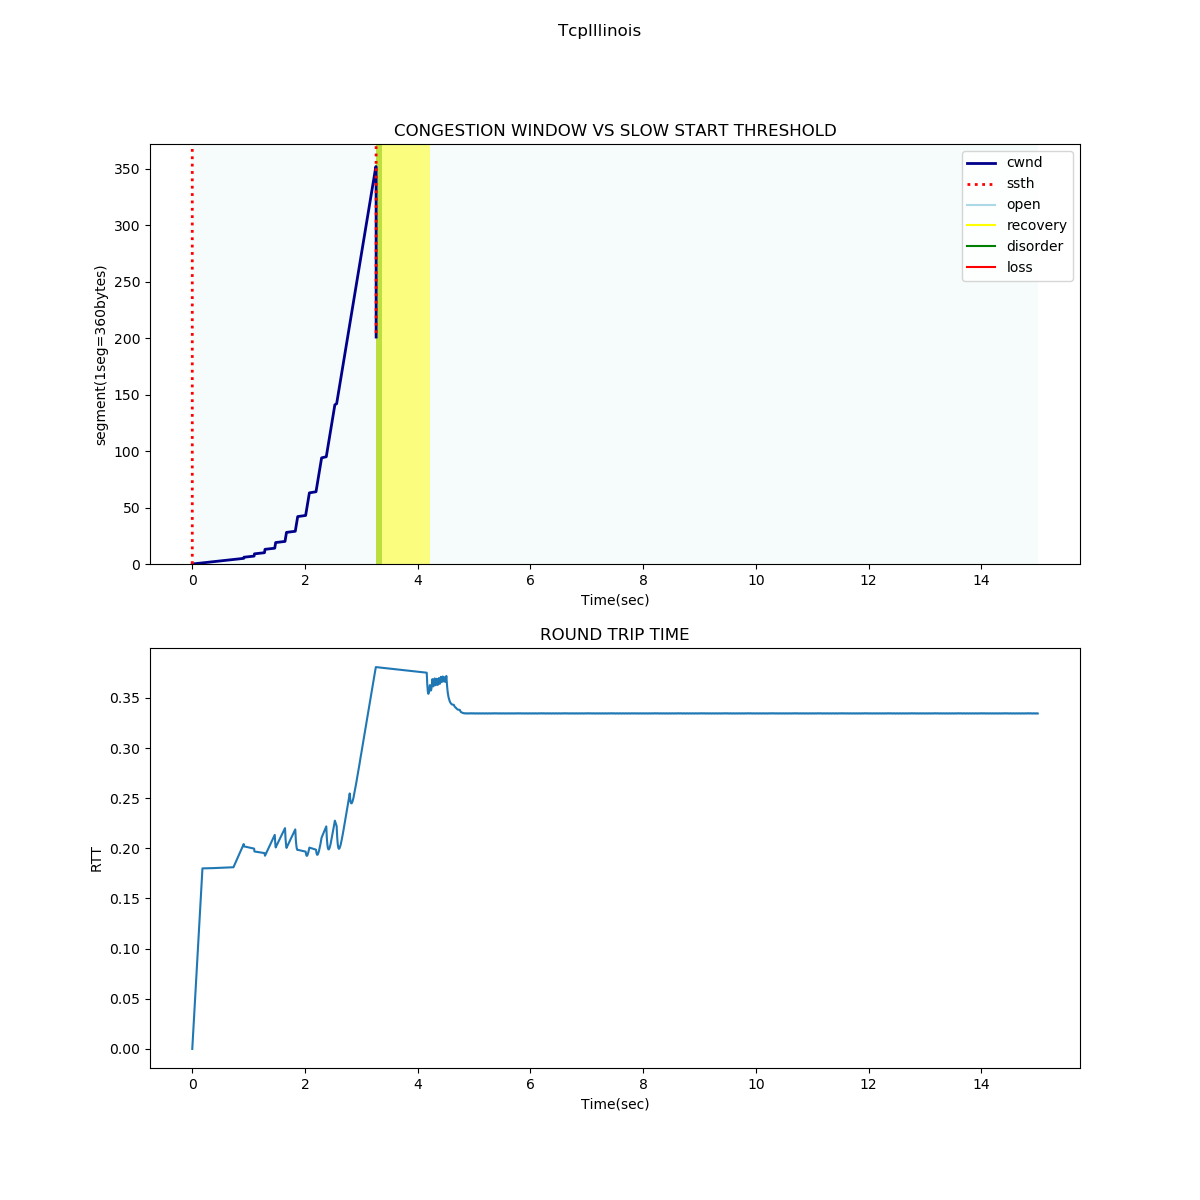 TcpIllinois
CONGESTION WINDOW VS SLOW START THRESHOLD
segment(1seg=360bytes)
350
300
250
200
150
100
50
0
cwnd
ssth
open
recovery
disorder
loss
0 2 4 6 8 10 12 14
Time(sec)
ROUND TRIP TIME
RTT
0.35
0.30
0.25
0.20
0.15
0.10
0.05
0.00
0 2 4 6 8 10 12 14
Time(sec)